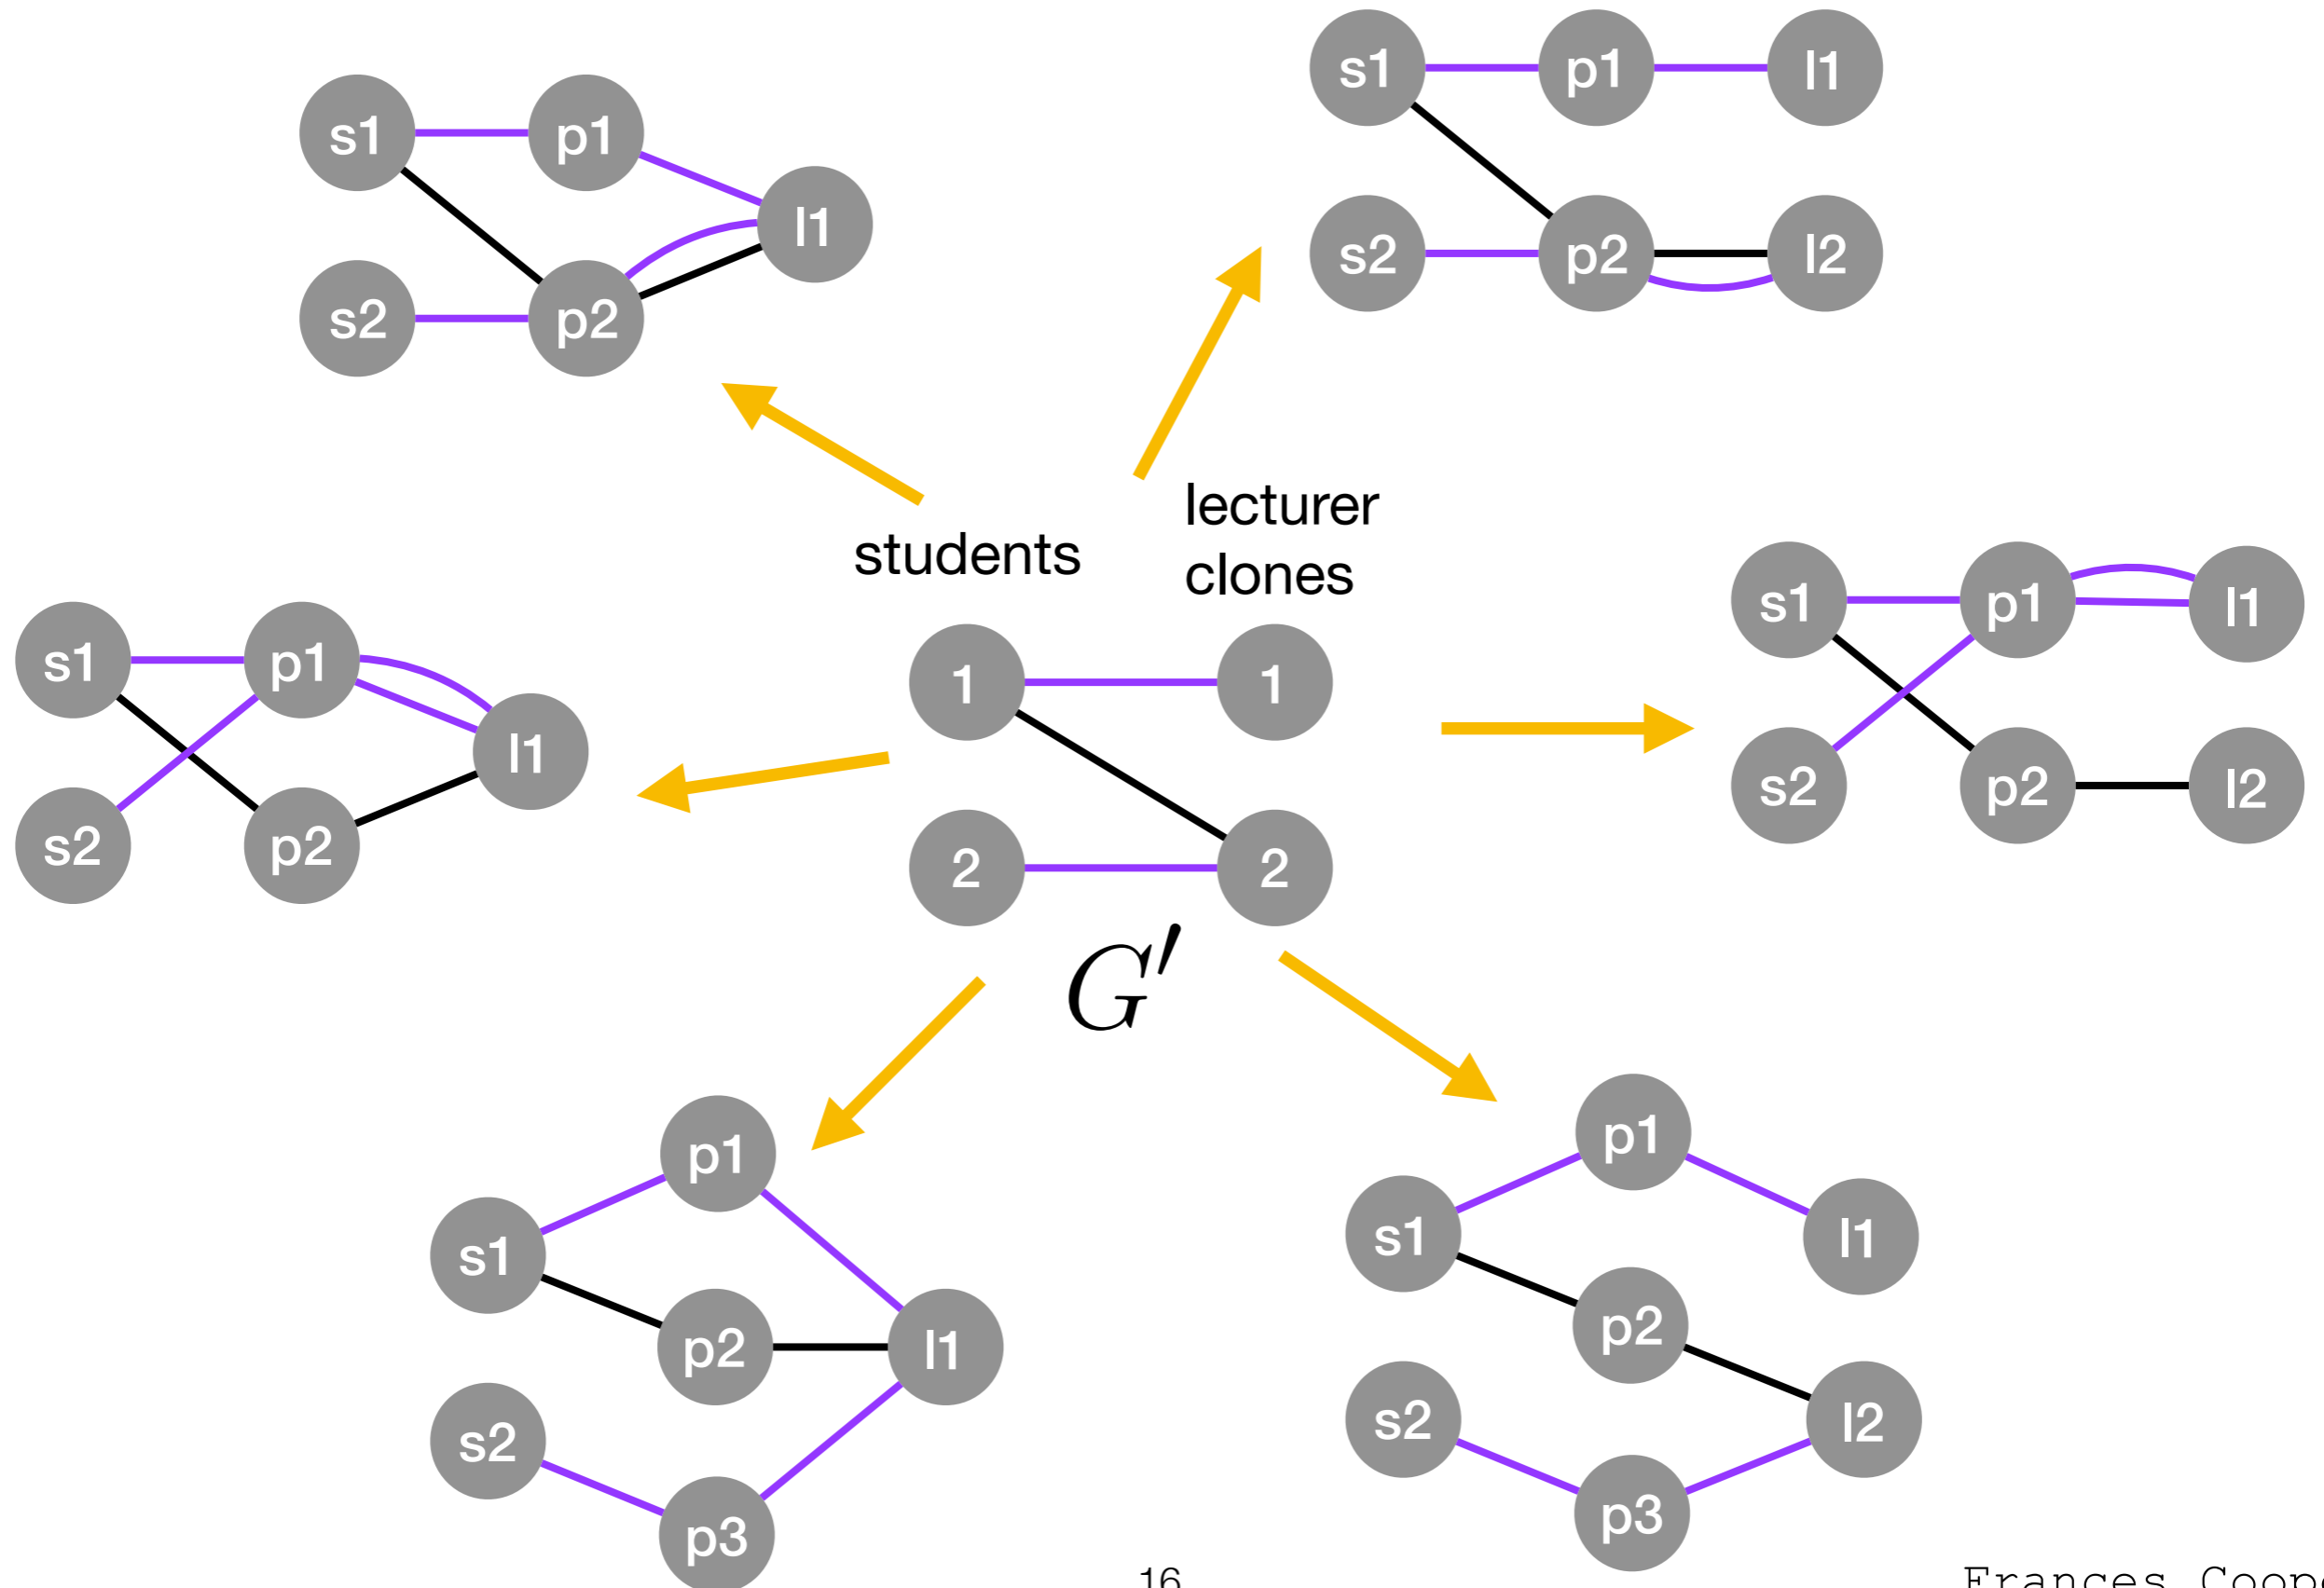 s1 p1 l1
s2 p2
s1 p1 l1
s2 p2 l2
students
lecturer
clones
s1 p1 l1
s2 p2
1 1
2 2
G′
s1 p1 l1
s2 p2 l2
p1
s1
p2 l1
s2
p3
p1
s1 l1
p2
s2 l2
p3
16
Frances